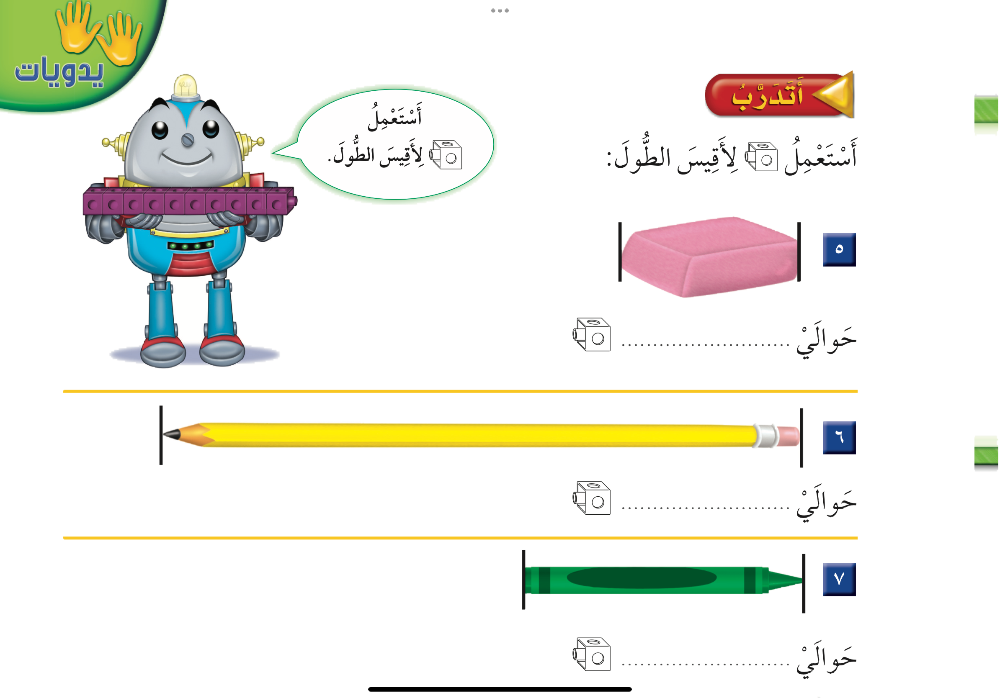 يدويات
أَتَدَرَّبُ
أَسْتَعْمِلُ لِأَقِيسَ الطُّولَ:
أَسْتَعْمِلُ
لِأَقِيسَ الطُّولَ.
٥
حَوالَيْ ...........................
٦
حَوالَيْ ...........................
٧
حَوالَيْ ...........................